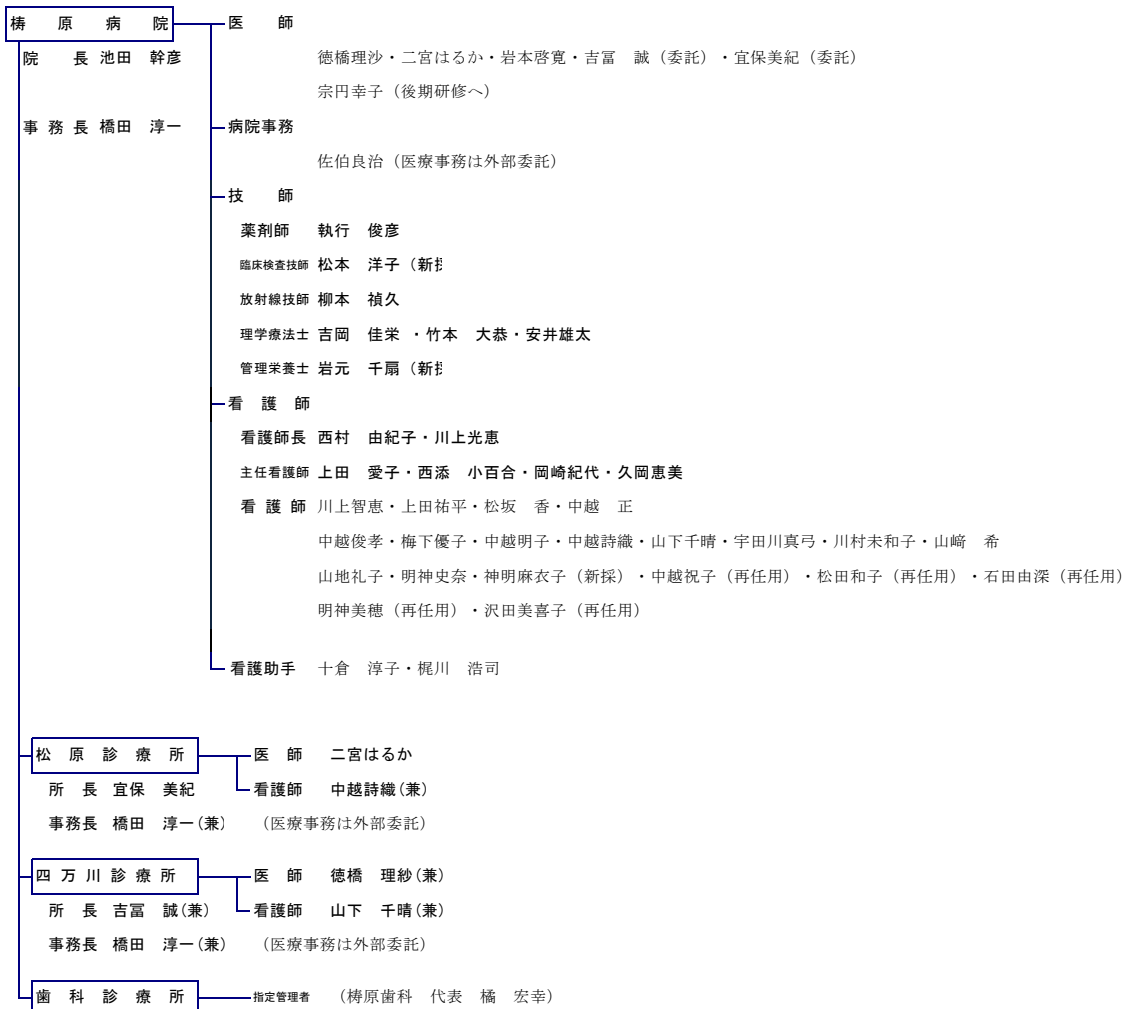 梼原病院 医師
院長 池田 幹彦 徳橋理沙・二宮はるか・岩本啓寛・吉冨 誠（委託）・宜保美紀（委託）
宗円幸子（後期研修へ）
事務長 橋田 淳一 病院事務
佐伯良治（医療事務は外部委託）
技師
薬剤師 執行 俊彦
臨床検査技師 松本 洋子（新採
放射線技師 柳本 禎久
理学療法士 吉岡 佳栄 ・竹本 大恭・安井雄太
管理栄養士 岩元 千扇（新採
看護師
看護師長 西村 由紀子・川上光恵
主任看護師 上田 愛子・西添 小百合・岡崎紀代・久岡恵美
看護師 川上智恵・上田祐平・松坂 香・中越 正
中越俊孝・梅下優子・中越明子・中越詩織・山下千晴・宇田川真弓・川村未和子・山﨑 希
山地礼子・明神史奈・神明麻衣子（新採）・中越祝子（再任用）・松田和子（再任用）・石田由深（再任用）
明神美穂（再任用）・沢田美喜子（再任用）
看護助手 十倉 淳子・梶川 浩司
松原診療所 医師 二宮はるか
所長 宜保 美紀 看護師 中越詩織(兼)
事務長 橋田 淳一(兼) （医療事務は外部委託）
四万川診療所 医師 徳橋 理紗(兼)
所長 吉冨 誠(兼) 看護師 山下 千晴(兼)
事務長 橋田 淳一(兼) （医療事務は外部委託）
歯科診療所 指定管理者 （梼原歯科 代表 橘 宏幸）